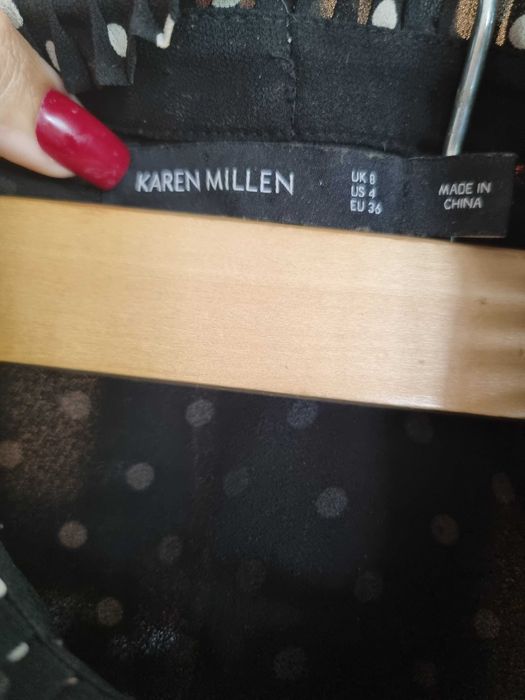 KAREN MILLEN
UK 8
US 4
EU 36
MADE IN
CHINA